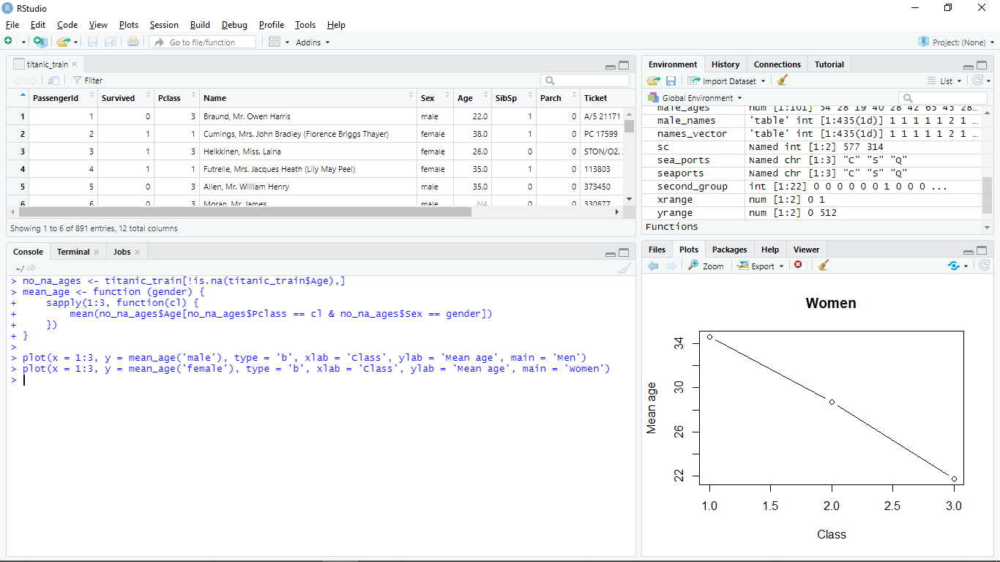 RStudio
File Edit Code View Plots Session Build Debug Profile Tools Help
Go to file/function Addins Project: (None)
titanic_train
Filter
PassengerId Survived Pclass Name Sex Age SibSp Parch Ticket
1 1 0 3 Braund, Mr. Owen Harris male 22.0 1 0 A/5 21171
2 2 1 1 Cumings, Mrs. John Bradley (Florence Briggs Thayer) female 38.0 1 0 PC 17599
3 3 1 3 Heikkinen, Miss. Laina female 26.0 0 0 STON/O2.
4 4 1 1 Futrelle, Mrs. Jacques Heath (Lily May Peel) female 35.0 1 0 113803
5 5 0 3 Allen, Mr. William Henry male 35.0 0 0 373450
6 6 0 3 Moran, Mr. James male NA 0 0 330877
Showing 1 to 6 of 891 entries, 12 total columns
Console Terminal Jobs
~/
> no_na_ages <- titanic_train[!is.na(titanic_train$Age),]
> mean_age <- function (gender) {
+     sapply(1:3, function(cl) {
+         mean(no_na_ages$Age[no_na_ages$Pclass == cl & no_na_ages$Sex == gender])
+     })
+ }
>
> plot(x = 1:3, y = mean_age('male'), type = 'b', xlab = 'Class', ylab = 'Mean age', main = 'Men')
> plot(x = 1:3, y = mean_age('female'), type = 'b', xlab = 'Class', ylab = 'Mean age', main = 'Women')
>
Environment History Connections Tutorial
Import Dataset List
Global Environment
male_ages num [1:101] 54 28 19 40 28 42 65 45 28...
male_names 'table' int [1:435(1d)] 1 1 1 1 1 2 1 ...
names_vector 'table' int [1:435(1d)] 1 1 1 1 1 2 1 ...
sc Named int [1:2] 577 314
sea_ports Named chr [1:3] "C" "S" "Q"
seaports Named chr [1:3] "C" "S" "Q"
second_group int [1:22] 0 0 0 0 0 0 1 0 0 0 ...
xrange num [1:2] 0 1
yrange num [1:2] 0 512
Functions
Files Plots Packages Help Viewer
Zoom Export
Women
Mean age
34
30
26
22
1.0 1.5 2.0 2.5 3.0
Class